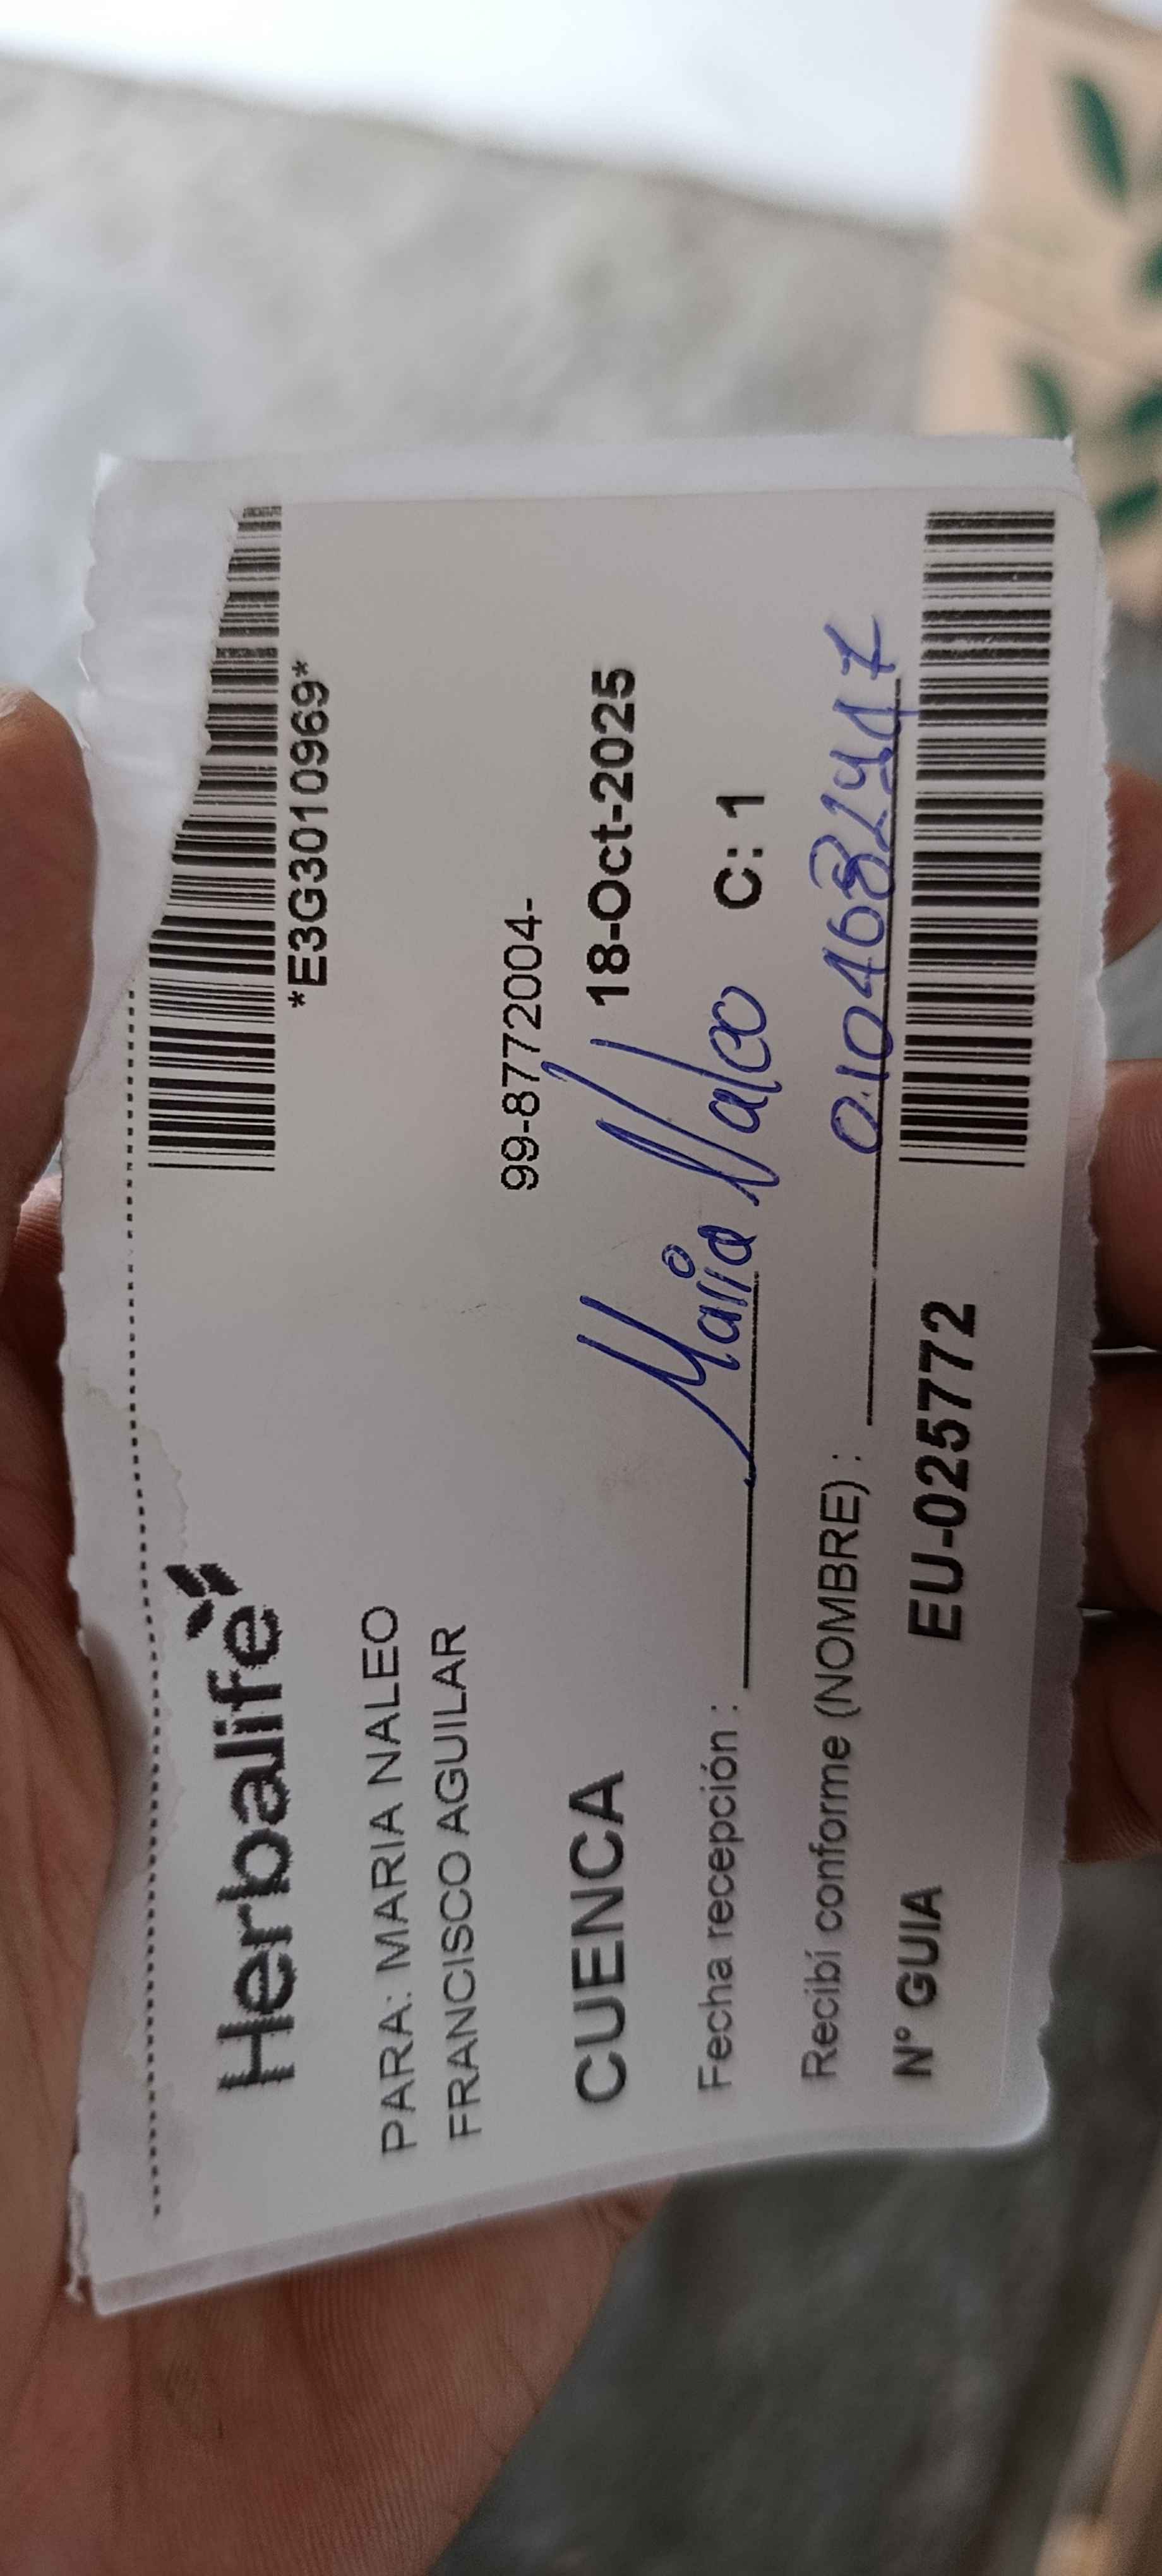 Herbalife
*E3G3010969*
PARA: MARIA NALEO
FRANCISCO AGUILAR
99-8772004-
CUENCA
18-Oct-2025
Fecha recepción : Maria Naleo C: 1
Recibí conforme (NOMBRE) :
Nº GUIA EU-025772